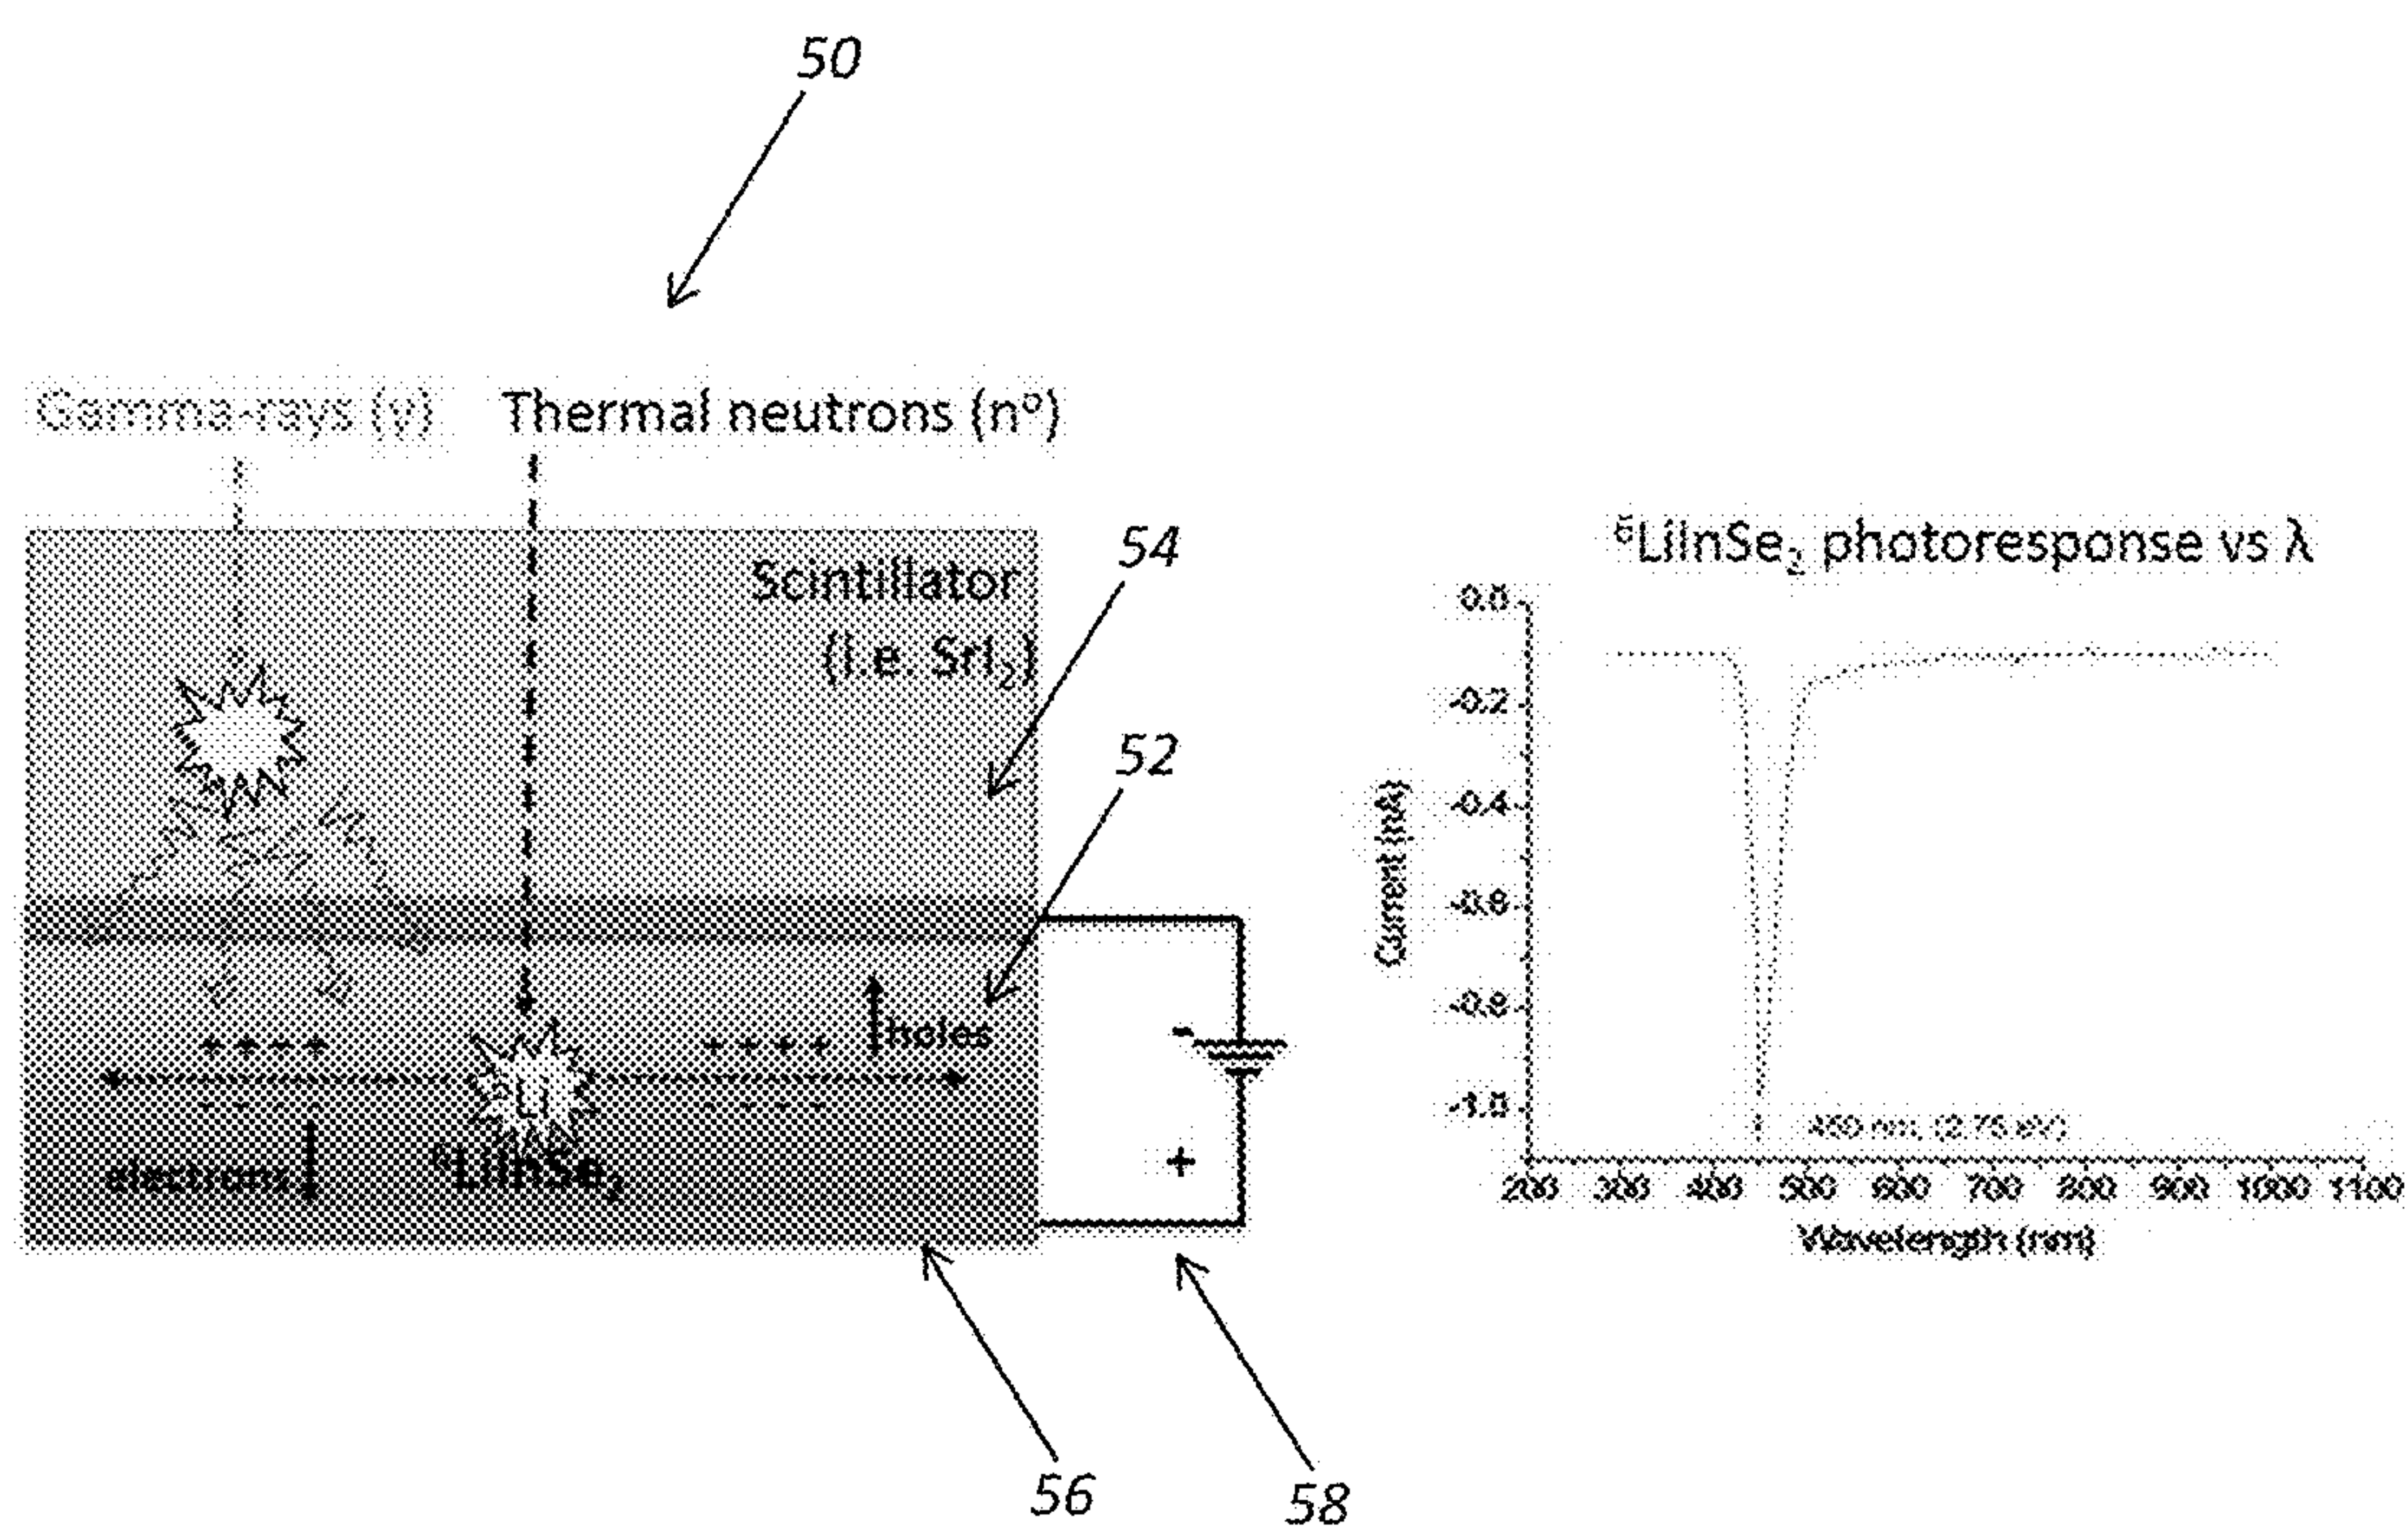 50
Gamma-rays (γ)
Thermal neutrons (n°)
Scintillator
(i.e. SrI₂)
54
52
holes
+ + + +
+ + + +
- - - -
- - - -
electrons
⁶LiInSe₂
-
+
56
58
⁶LiInSe₂ photoresponse vs λ
Current (nA)
0.0
-0.2
-0.4
-0.6
-0.8
-1.0
450 nm, (2.75 eV)
200 300 400 500 600 700 800 900 1000 1100
Wavelength (nm)